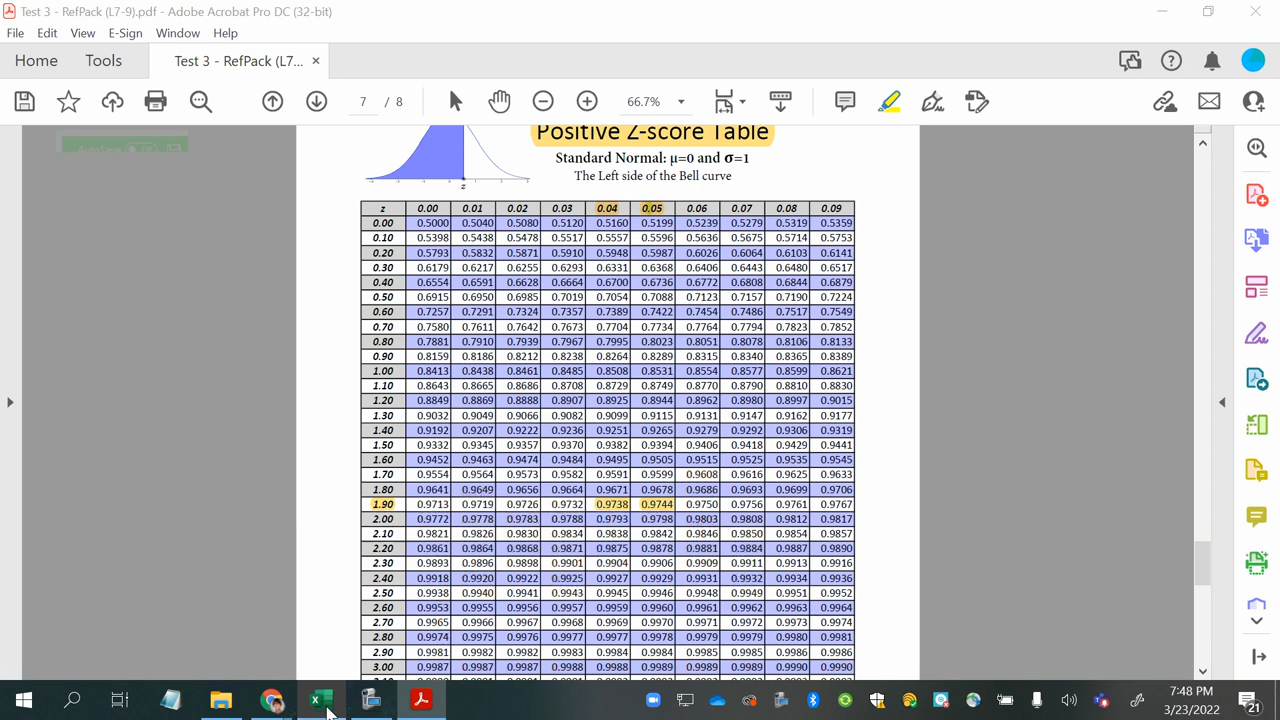 Test 3 - RefPack (L7-9).pdf - Adobe Acrobat Pro DC (32-bit)
File Edit View E-Sign Window Help
Home Tools Test 3 - RefPack (L7... ×
7 / 8 66.7%
Positive Z-score Table
Standard Normal: μ=0 and σ=1
The Left side of the Bell curve
z
z 0.00 0.01 0.02 0.03 0.04 0.05 0.06 0.07 0.08 0.09
0.00 0.5000 0.5040 0.5080 0.5120 0.5160 0.5199 0.5239 0.5279 0.5319 0.5359
0.10 0.5398 0.5438 0.5478 0.5517 0.5557 0.5596 0.5636 0.5675 0.5714 0.5753
0.20 0.5793 0.5832 0.5871 0.5910 0.5948 0.5987 0.6026 0.6064 0.6103 0.6141
0.30 0.6179 0.6217 0.6255 0.6293 0.6331 0.6368 0.6406 0.6443 0.6480 0.6517
0.40 0.6554 0.6591 0.6628 0.6664 0.6700 0.6736 0.6772 0.6808 0.6844 0.6879
0.50 0.6915 0.6950 0.6985 0.7019 0.7054 0.7088 0.7123 0.7157 0.7190 0.7224
0.60 0.7257 0.7291 0.7324 0.7357 0.7389 0.7422 0.7454 0.7486 0.7517 0.7549
0.70 0.7580 0.7611 0.7642 0.7673 0.7704 0.7734 0.7764 0.7794 0.7823 0.7852
0.80 0.7881 0.7910 0.7939 0.7967 0.7995 0.8023 0.8051 0.8078 0.8106 0.8133
0.90 0.8159 0.8186 0.8212 0.8238 0.8264 0.8289 0.8315 0.8340 0.8365 0.8389
1.00 0.8413 0.8438 0.8461 0.8485 0.8508 0.8531 0.8554 0.8577 0.8599 0.8621
1.10 0.8643 0.8665 0.8686 0.8708 0.8729 0.8749 0.8770 0.8790 0.8810 0.8830
1.20 0.8849 0.8869 0.8888 0.8907 0.8925 0.8944 0.8962 0.8980 0.8997 0.9015
1.30 0.9032 0.9049 0.9066 0.9082 0.9099 0.9115 0.9131 0.9147 0.9162 0.9177
1.40 0.9192 0.9207 0.9222 0.9236 0.9251 0.9265 0.9279 0.9292 0.9306 0.9319
1.50 0.9332 0.9345 0.9357 0.9370 0.9382 0.9394 0.9406 0.9418 0.9429 0.9441
1.60 0.9452 0.9463 0.9474 0.9484 0.9495 0.9505 0.9515 0.9525 0.9535 0.9545
1.70 0.9554 0.9564 0.9573 0.9582 0.9591 0.9599 0.9608 0.9616 0.9625 0.9633
1.80 0.9641 0.9649 0.9656 0.9664 0.9671 0.9678 0.9686 0.9693 0.9699 0.9706
1.90 0.9713 0.9719 0.9726 0.9732 0.9738 0.9744 0.9750 0.9756 0.9761 0.9767
2.00 0.9772 0.9778 0.9783 0.9788 0.9793 0.9798 0.9803 0.9808 0.9812 0.9817
2.10 0.9821 0.9826 0.9830 0.9834 0.9838 0.9842 0.9846 0.9850 0.9854 0.9857
2.20 0.9861 0.9864 0.9868 0.9871 0.9875 0.9878 0.9881 0.9884 0.9887 0.9890
2.30 0.9893 0.9896 0.9898 0.9901 0.9904 0.9906 0.9909 0.9911 0.9913 0.9916
2.40 0.9918 0.9920 0.9922 0.9925 0.9927 0.9929 0.9931 0.9932 0.9934 0.9936
2.50 0.9938 0.9940 0.9941 0.9943 0.9945 0.9946 0.9948 0.9949 0.9951 0.9952
2.60 0.9953 0.9955 0.9956 0.9957 0.9959 0.9960 0.9961 0.9962 0.9963 0.9964
2.70 0.9965 0.9966 0.9967 0.9968 0.9969 0.9970 0.9971 0.9972 0.9973 0.9974
2.80 0.9974 0.9975 0.9976 0.9977 0.9977 0.9978 0.9979 0.9979 0.9980 0.9981
2.90 0.9981 0.9982 0.9982 0.9983 0.9984 0.9984 0.9985 0.9985 0.9986 0.9986
3.00 0.9987 0.9987 0.9987 0.9988 0.9988 0.9989 0.9989 0.9989 0.9990 0.9990
7:48 PM
3/23/2022
21